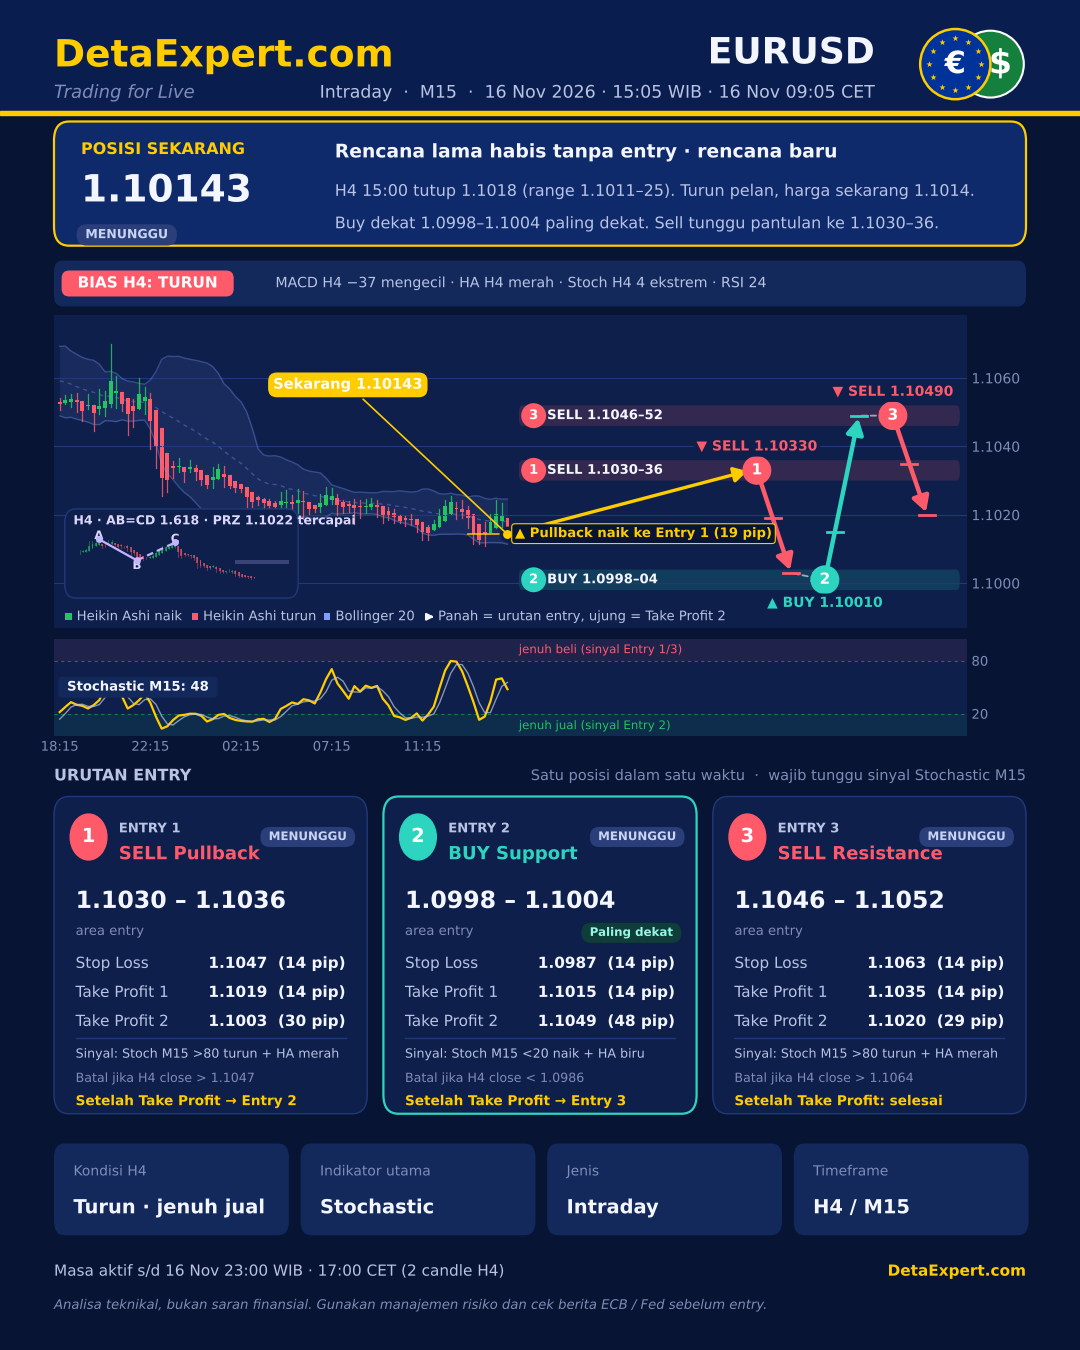 DetaExpert.com
EURUSD
€ $
Trading for Live
Intraday · M15 · 16 Nov 2026 · 15:05 WIB · 16 Nov 09:05 CET
POSISI SEKARANG
1.10143
MENUNGGU
Rencana lama habis tanpa entry · rencana baru
H4 15:00 tutup 1.1018 (range 1.1011–25). Turun pelan, harga sekarang 1.1014.
Buy dekat 1.0998–1.1004 paling dekat. Sell tunggu pantulan ke 1.1030–36.
BIAS H4: TURUN
MACD H4 −37 mengecil · HA H4 merah · Stoch H4 4 ekstrem · RSI 24
Sekarang 1.10143
▼ SELL 1.10490
3 SELL 1.1046–52
3
▼ SELL 1.10330
1 SELL 1.1030–36
1
▲ Pullback naik ke Entry 1 (19 pip)
2 BUY 1.0998–04
2
▲ BUY 1.10010
1.1060
1.1040
1.1020
1.1000
H4 · AB=CD 1.618 · PRZ 1.1022 tercapai
A
B
C
Heikin Ashi naik
Heikin Ashi turun
Bollinger 20
Panah = urutan entry, ujung = Take Profit 2
jenuh beli (sinyal Entry 1/3)
80
Stochastic M15: 48
jenuh jual (sinyal Entry 2)
20
18:15 22:15 02:15 07:15 11:15
URUTAN ENTRY
Satu posisi dalam satu waktu · wajib tunggu sinyal Stochastic M15
1
ENTRY 1
MENUNGGU
SELL Pullback
1.1030 – 1.1036
area entry
Stop Loss 1.1047 (14 pip)
Take Profit 1 1.1019 (14 pip)
Take Profit 2 1.1003 (30 pip)
Sinyal: Stoch M15 >80 turun + HA merah
Batal jika H4 close > 1.1047
Setelah Take Profit → Entry 2
2
ENTRY 2
MENUNGGU
BUY Support
1.0998 – 1.1004
area entry
Paling dekat
Stop Loss 1.0987 (14 pip)
Take Profit 1 1.1015 (14 pip)
Take Profit 2 1.1049 (48 pip)
Sinyal: Stoch M15 <20 naik + HA biru
Batal jika H4 close < 1.0986
Setelah Take Profit → Entry 3
3
ENTRY 3
MENUNGGU
SELL Resistance
1.1046 – 1.1052
area entry
Stop Loss 1.1063 (14 pip)
Take Profit 1 1.1035 (14 pip)
Take Profit 2 1.1020 (29 pip)
Sinyal: Stoch M15 >80 turun + HA merah
Batal jika H4 close > 1.1064
Setelah Take Profit: selesai
Kondisi H4
Turun · jenuh jual
Indikator utama
Stochastic
Jenis
Intraday
Timeframe
H4 / M15
Masa aktif s/d 16 Nov 23:00 WIB · 17:00 CET (2 candle H4)
DetaExpert.com
Analisa teknikal, bukan saran finansial. Gunakan manajemen risiko dan cek berita ECB / Fed sebelum entry.